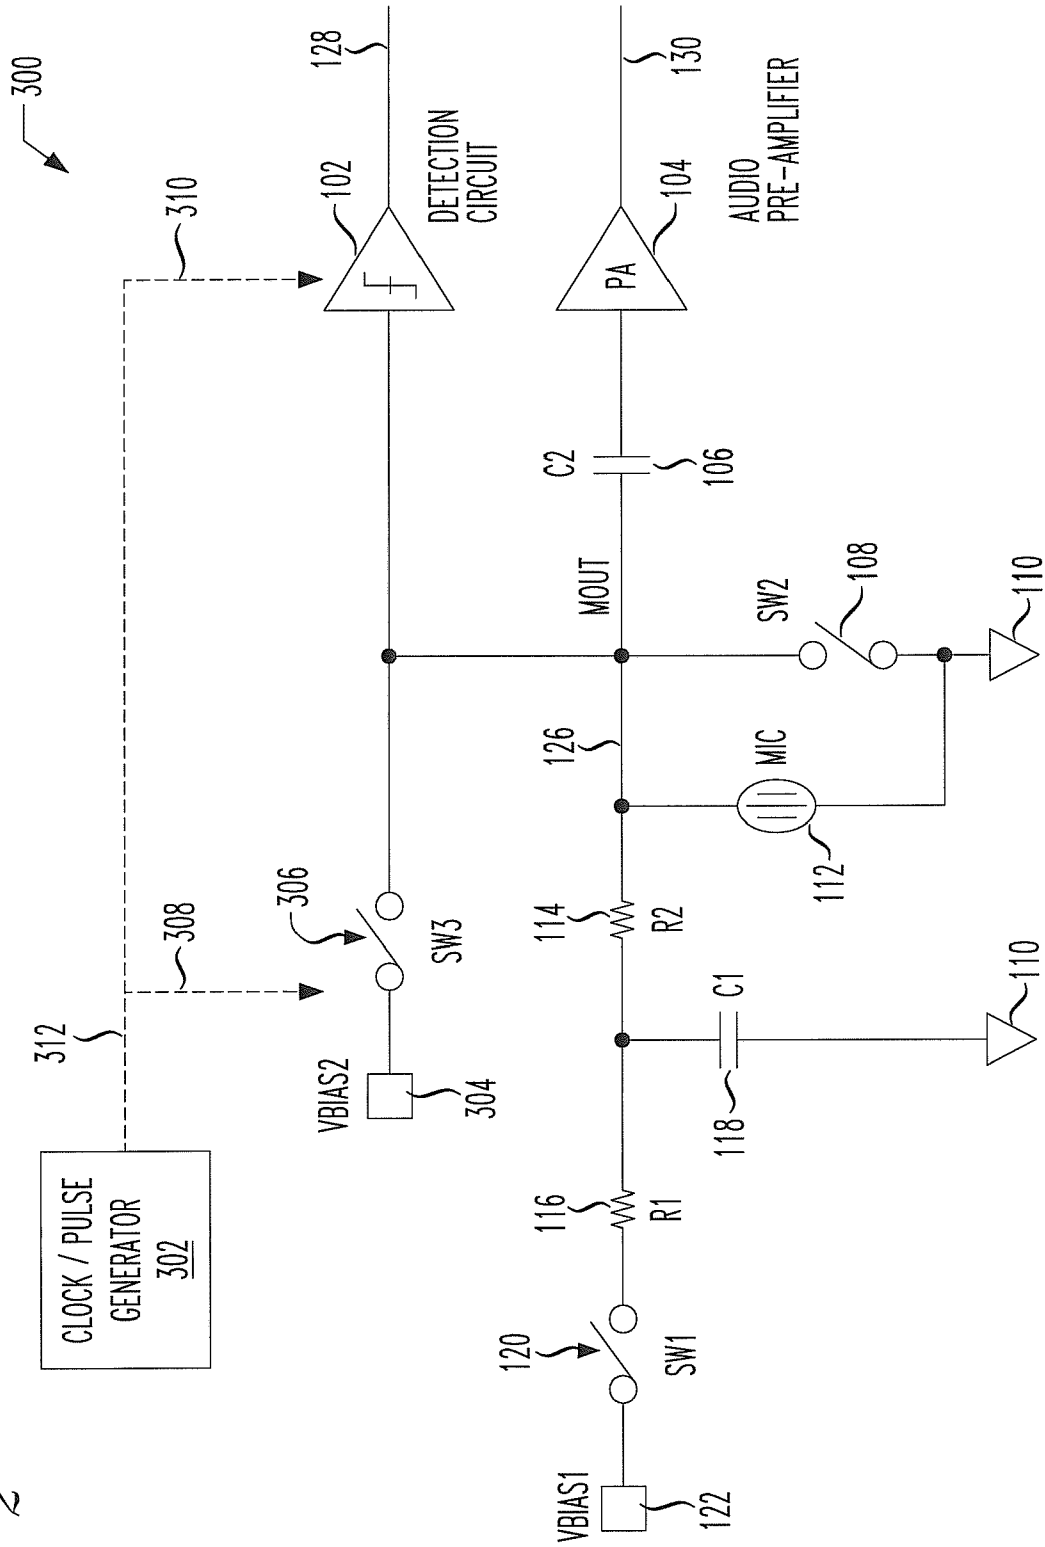 300
CLOCK / PULSE
GENERATOR
302
312
308
310
128
102
DETECTION
CIRCUIT
VBIAS2
304
306
SW3
130
PA
104
AUDIO
PRE-AMPLIFIER
C2
106
MOUT
126
SW2
108
110
MIC
112
114
R2
C1
118
110
116
R1
120
SW1
VBIAS1
122